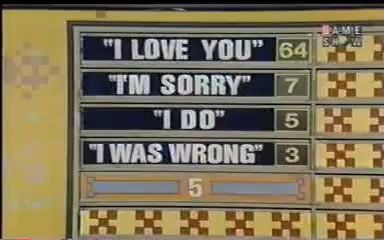 "I LOVE YOU" 64
"I'M SORRY" 7
"I DO" 5
"I WAS WRONG" 3
5
GAME
SHOW